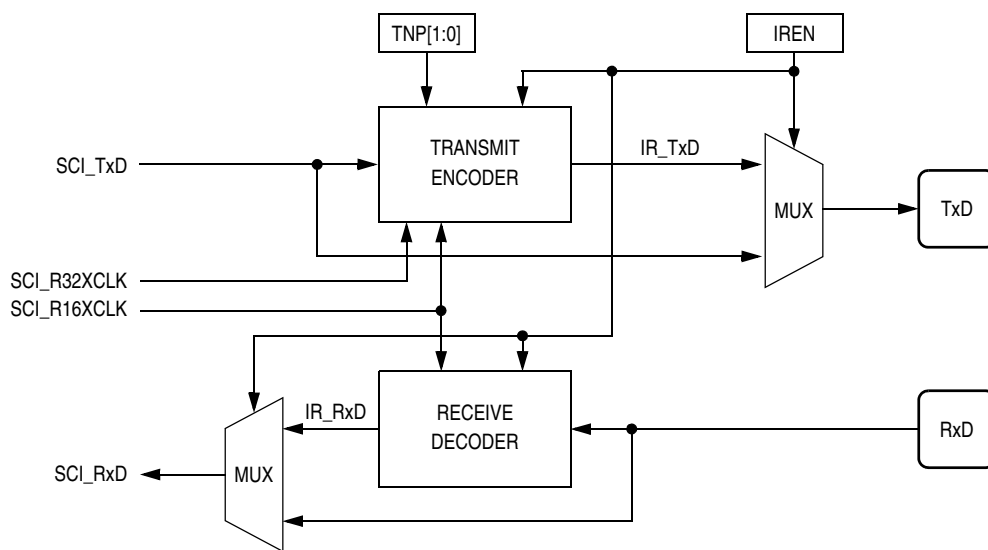 TNP[1:0]
IREN
SCI_TxD
TRANSMIT
ENCODER
IR_TxD
MUX
TxD
SCI_R32XCLK
SCI_R16XCLK
IR_RxD
RECEIVE
DECODER
RxD
SCI_RxD
MUX